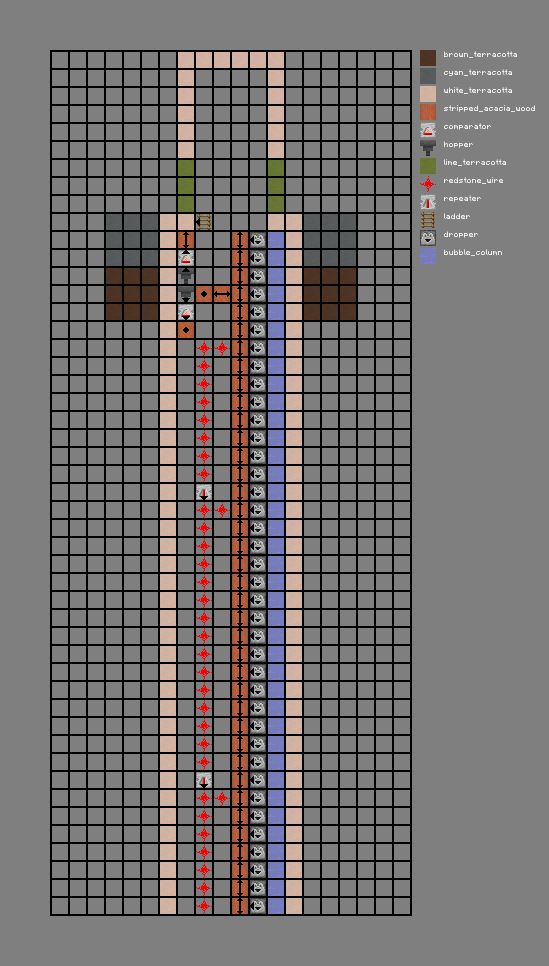 brown_terracotta
cyan_terracotta
white_terracotta
stripped_acacia_wood
comparator
hopper
lime_terracotta
redstone_wire
repeater
ladder
dropper
bubble_column